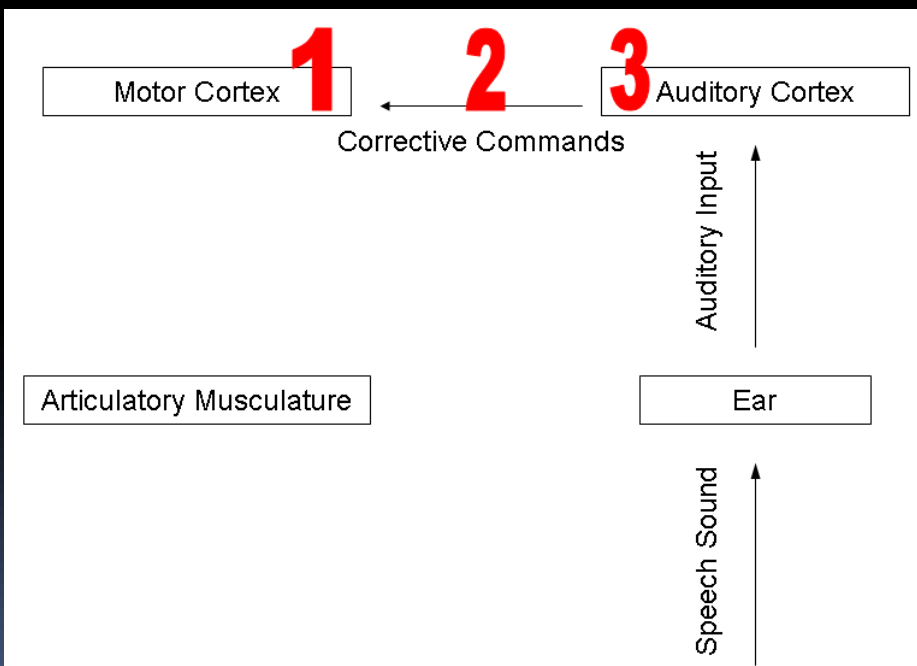 1
2
3
Motor Cortex
Auditory Cortex
Corrective Commands
Auditory Input
Articulatory Musculature
Ear
Speech Sound